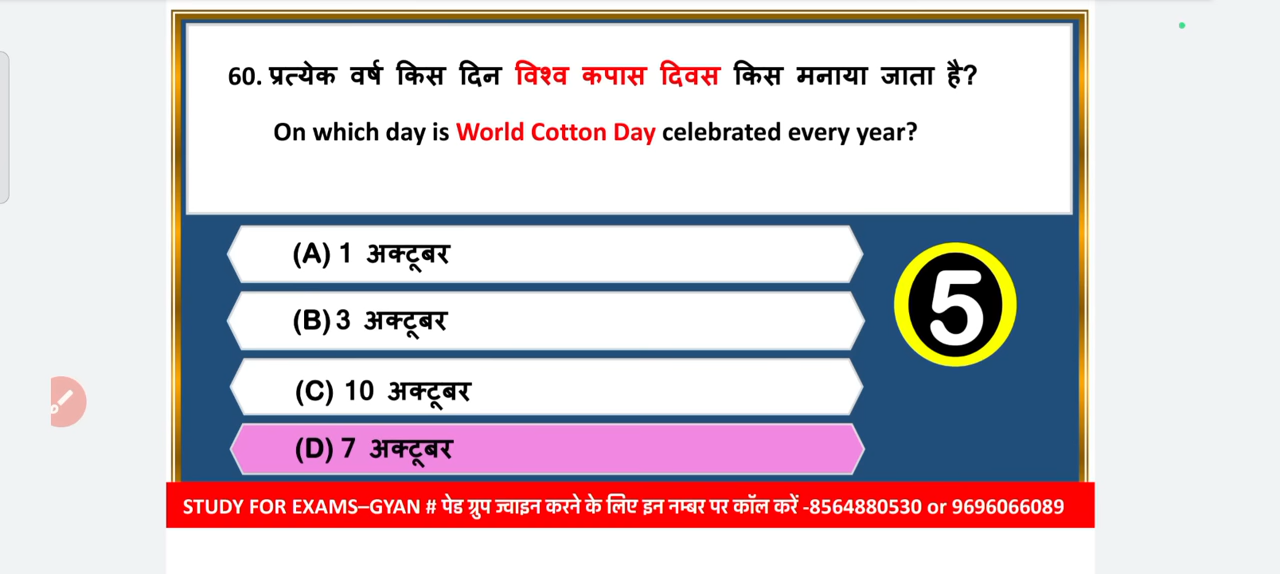 60. प्रत्येक वर्ष किस दिन विश्व कपास दिवस किस मनाया जाता है?
On which day is World Cotton Day celebrated every year?
(A) 1 अक्टूबर
(B) 3 अक्टूबर
5
(C) 10 अक्टूबर
(D) 7 अक्टूबर
STUDY FOR EXAMS–GYAN # पेड ग्रुप ज्वाइन करने के लिए इन नम्बर पर कॉल करें -8564880530 or 9696066089